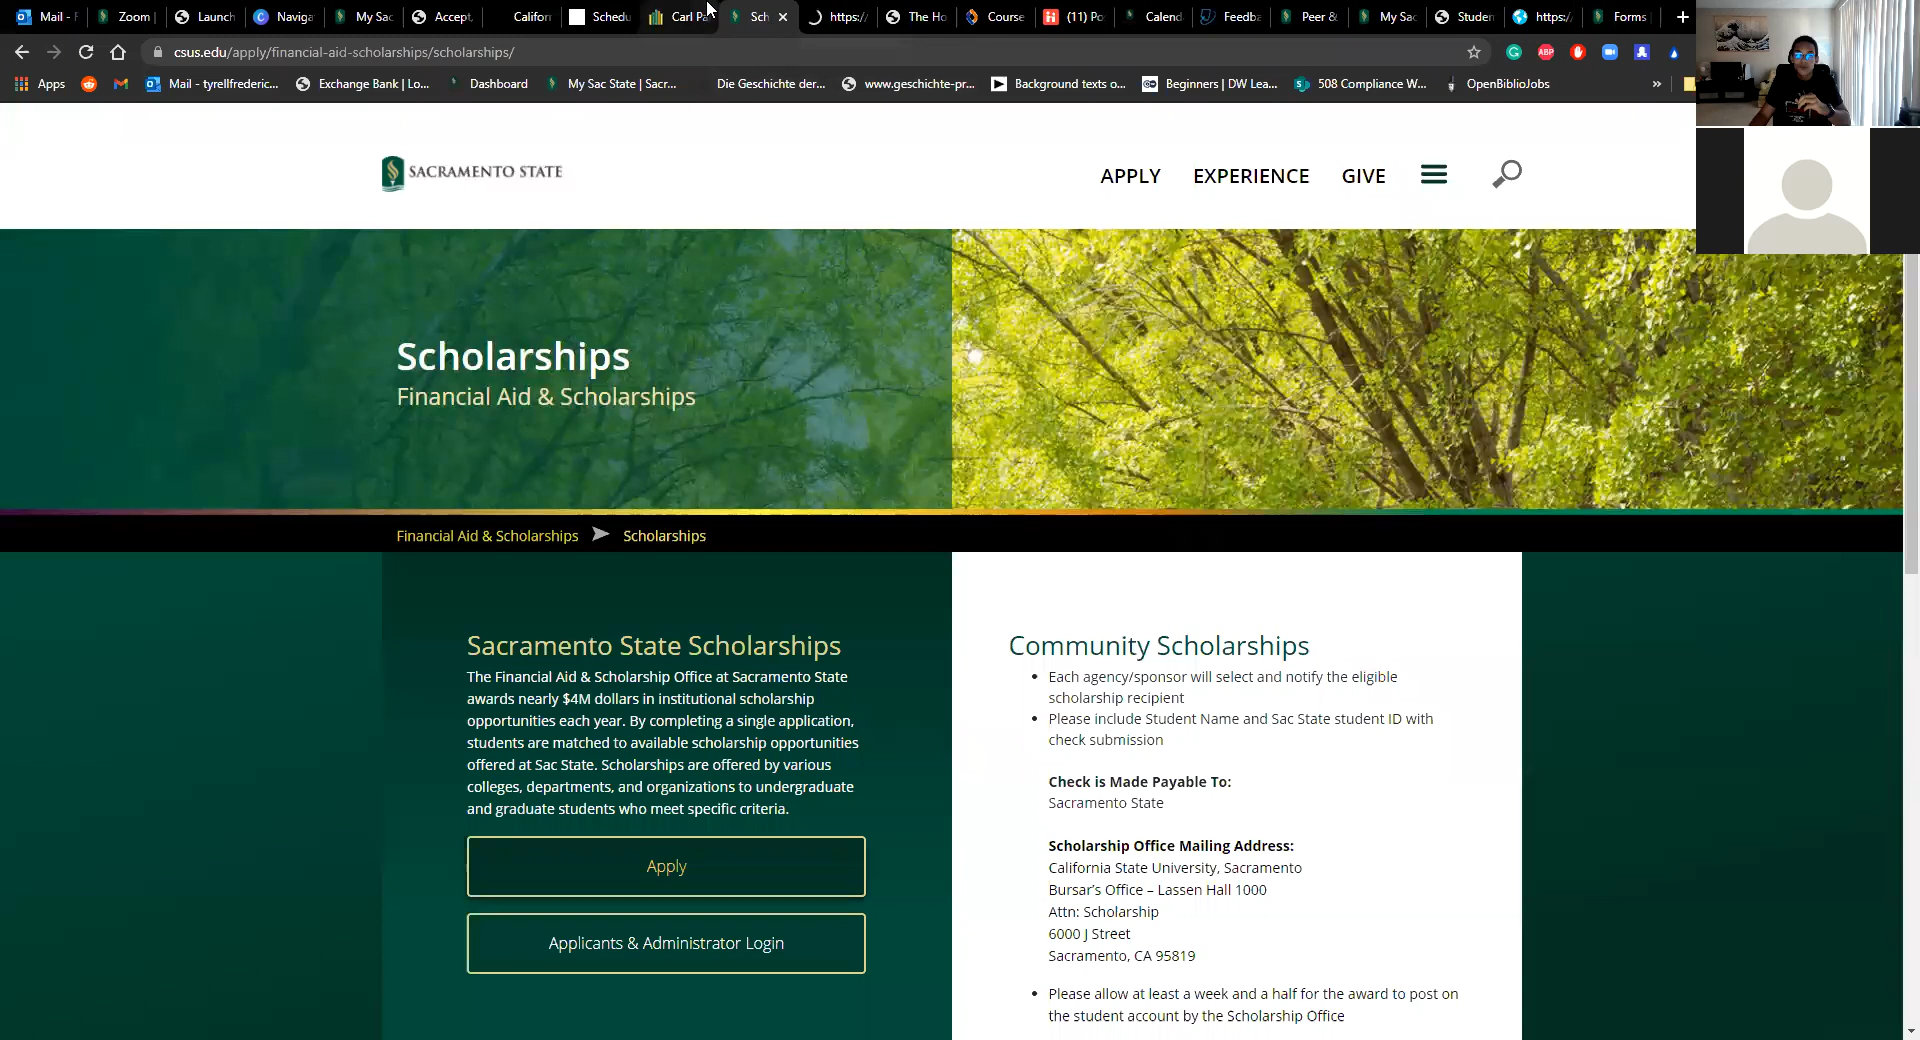 Mail - F
Zoom |
Launch
Naviga
My Sac
Accept,
Califor
Schedu
Carl Pa
Sch
https:/
The Ho
Course
(11) Po
Calend
Feedba
Peer &
My Sac
Studen
https:/
Forms
csus.edu/apply/financial-aid-scholarships/scholarships/
ABP
Apps
Mail - tyrellfrederic...
Exchange Bank | Lo...
Dashboard
My Sac State | Sacr...
Die Geschichte der...
www.geschichte-pr...
Background texts o...
Beginners | DW Lea...
508 Compliance W...
OpenBiblioJobs
»
SACRAMENTO STATE
APPLY
EXPERIENCE
GIVE
Scholarships
Financial Aid & Scholarships
Financial Aid & Scholarships
Scholarships
Sacramento State Scholarships
The Financial Aid & Scholarship Office at Sacramento State
awards nearly $4M dollars in institutional scholarship
opportunities each year. By completing a single application,
students are matched to available scholarship opportunities
offered at Sac State. Scholarships are offered by various
colleges, departments, and organizations to undergraduate
and graduate students who meet specific criteria.
Apply
Applicants & Administrator Login
Community Scholarships
• Each agency/sponsor will select and notify the eligible
scholarship recipient
• Please include Student Name and Sac State student ID with
check submission
Check is Made Payable To:
Sacramento State
Scholarship Office Mailing Address:
California State University, Sacramento
Bursar's Office – Lassen Hall 1000
Attn: Scholarship
6000 J Street
Sacramento, CA 95819
• Please allow at least a week and a half for the award to post on
the student account by the Scholarship Office